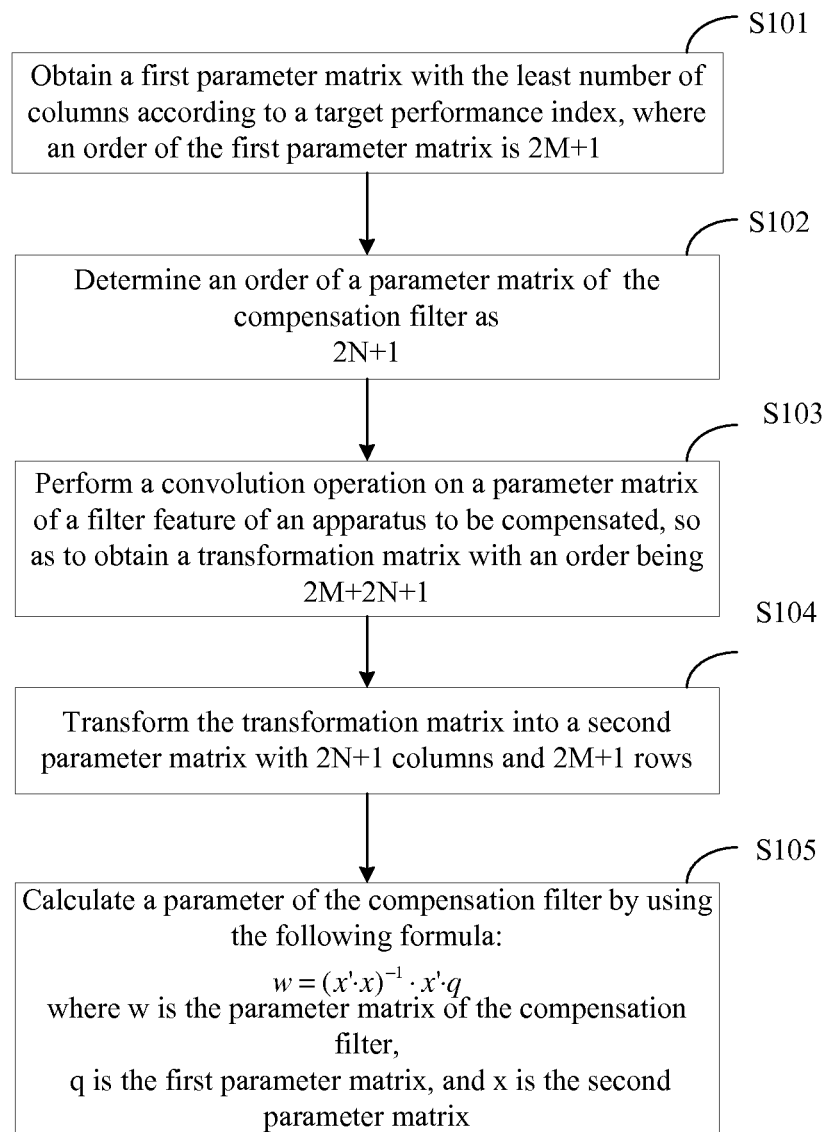 S101
Obtain a first parameter matrix with the least number of
columns according to a target performance index, where
an order of the first parameter matrix is 2M+1
S102
Determine an order of a parameter matrix of the
compensation filter as
2N+1
S103
Perform a convolution operation on a parameter matrix
of a filter feature of an apparatus to be compensated, so
as to obtain a transformation matrix with an order being
2M+2N+1
S104
Transform the transformation matrix into a second
parameter matrix with 2N+1 columns and 2M+1 rows
S105
Calculate a parameter of the compensation filter by using
the following formula:
w = (x'·x)⁻¹ · x'·q
where w is the parameter matrix of the compensation
filter,
q is the first parameter matrix, and x is the second
parameter matrix